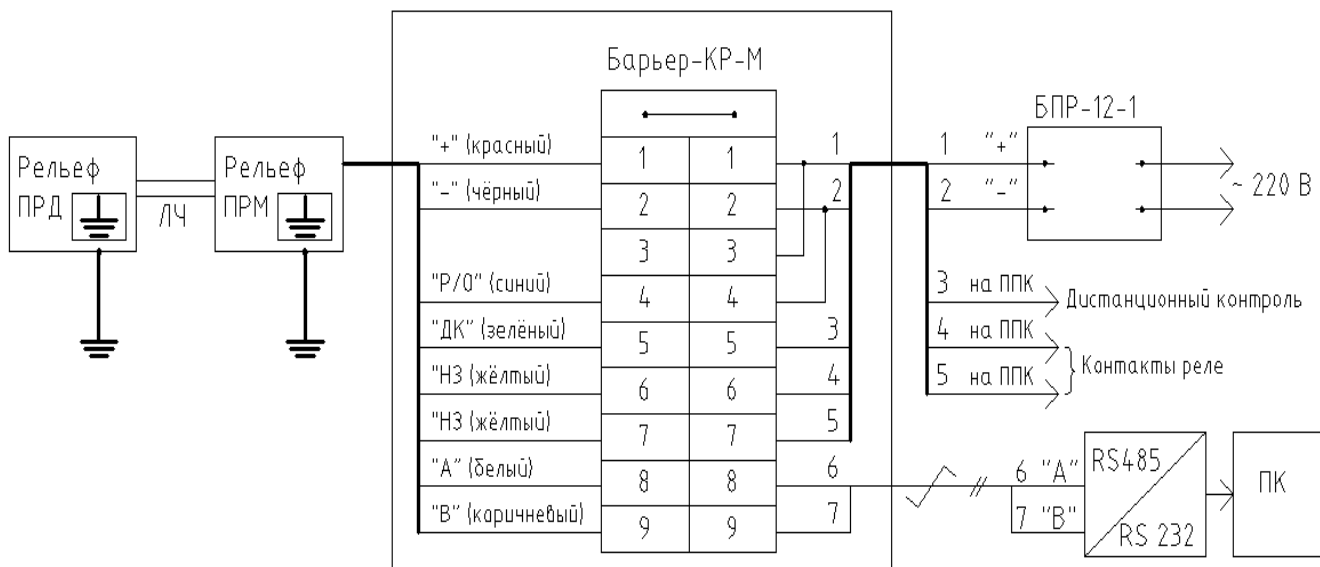 Барьер-КР-М
БПР-12-1
Рельеф
ПРД
ЛЧ
Рельеф
ПРМ
"+" (красный)
"-" (чёрный)
"Р/О" (синий)
"ДК" (зелёный)
"НЗ (жёлтый)
"НЗ (жёлтый)
"А" (белый)
"В" (каричневый)
1 1
2 2
3 3
4 4
5 5
6 6
7 7
8 8
9 9
1
2
3
4
5
6
7
1 "+"
2 "-"
~ 220 В
3 на ППК
Дистанционный контроль
4 на ППК
5 на ППК
Контакты реле
6 "А"
7 "В"
RS485
RS 232
ПК